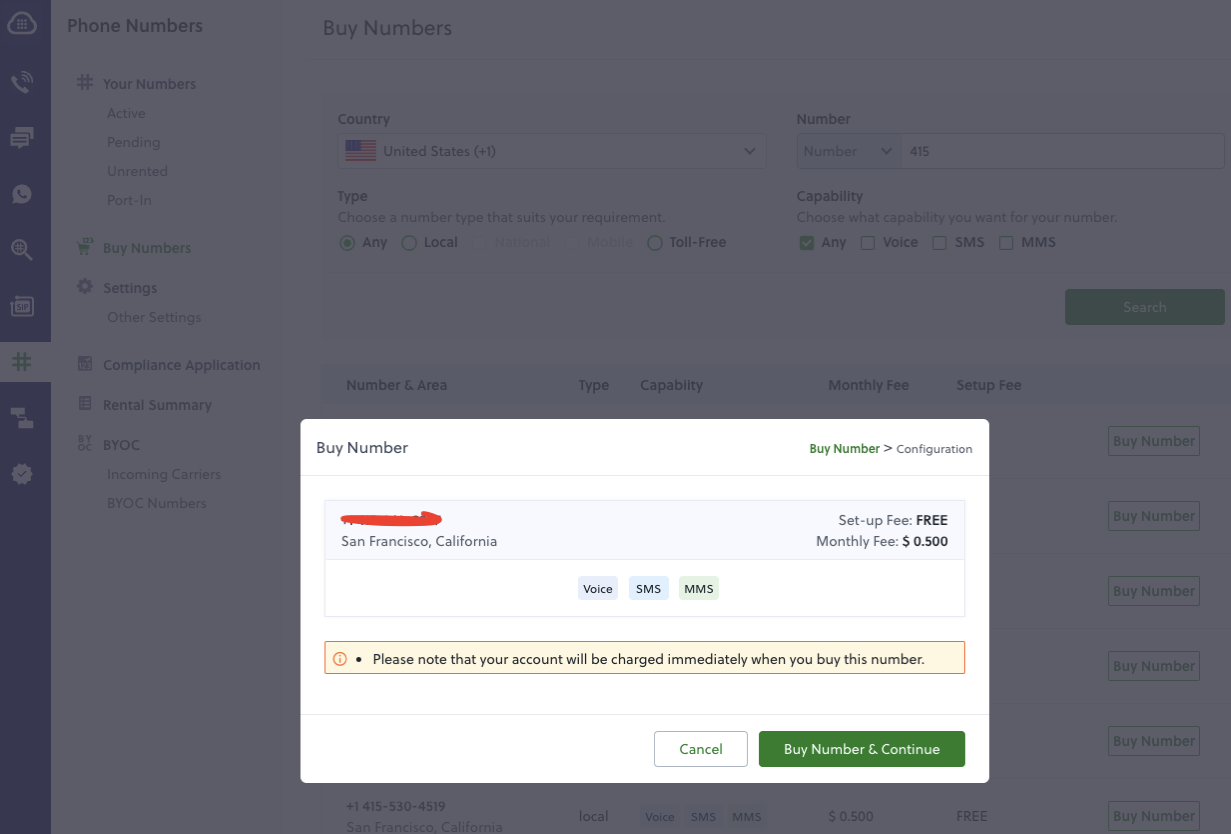 Phone Numbers
Your Numbers
Active
Pending
Unrented
Port-In
Buy Numbers
Settings
Other Settings
Compliance Application
Rental Summary
BYOC
Incoming Carriers
BYOC Numbers
SIP
Buy Numbers
Country
United States (+1)
Number
Number 415
Type
Choose a number type that suits your requirement.
Any Local National Mobile Toll-Free
Capability
Choose what capability you want for your number.
Any Voice SMS MMS
Search
Number & Area Type Capabiity Monthly Fee Setup Fee
Buy Number
Buy Number
Buy Number
Buy Number
Buy Number
Buy Number Buy Number > Configuration
San Francisco, California
Set-up Fee: FREE
Monthly Fee: $ 0.500
Voice SMS MMS
• Please note that your account will be charged immediately when you buy this number.
Cancel Buy Number & Continue
+1 415-530-4519
San Francisco, California
local Voice SMS MMS $ 0.500 FREE Buy Number